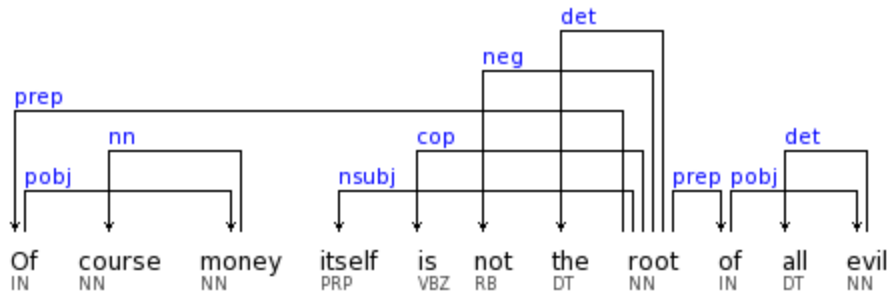 det
neg
prep
nn cop det
pobj nsubj prep pobj
Of course money itself is not the root of all evil
IN NN NN PRP VBZ RB DT NN IN DT NN